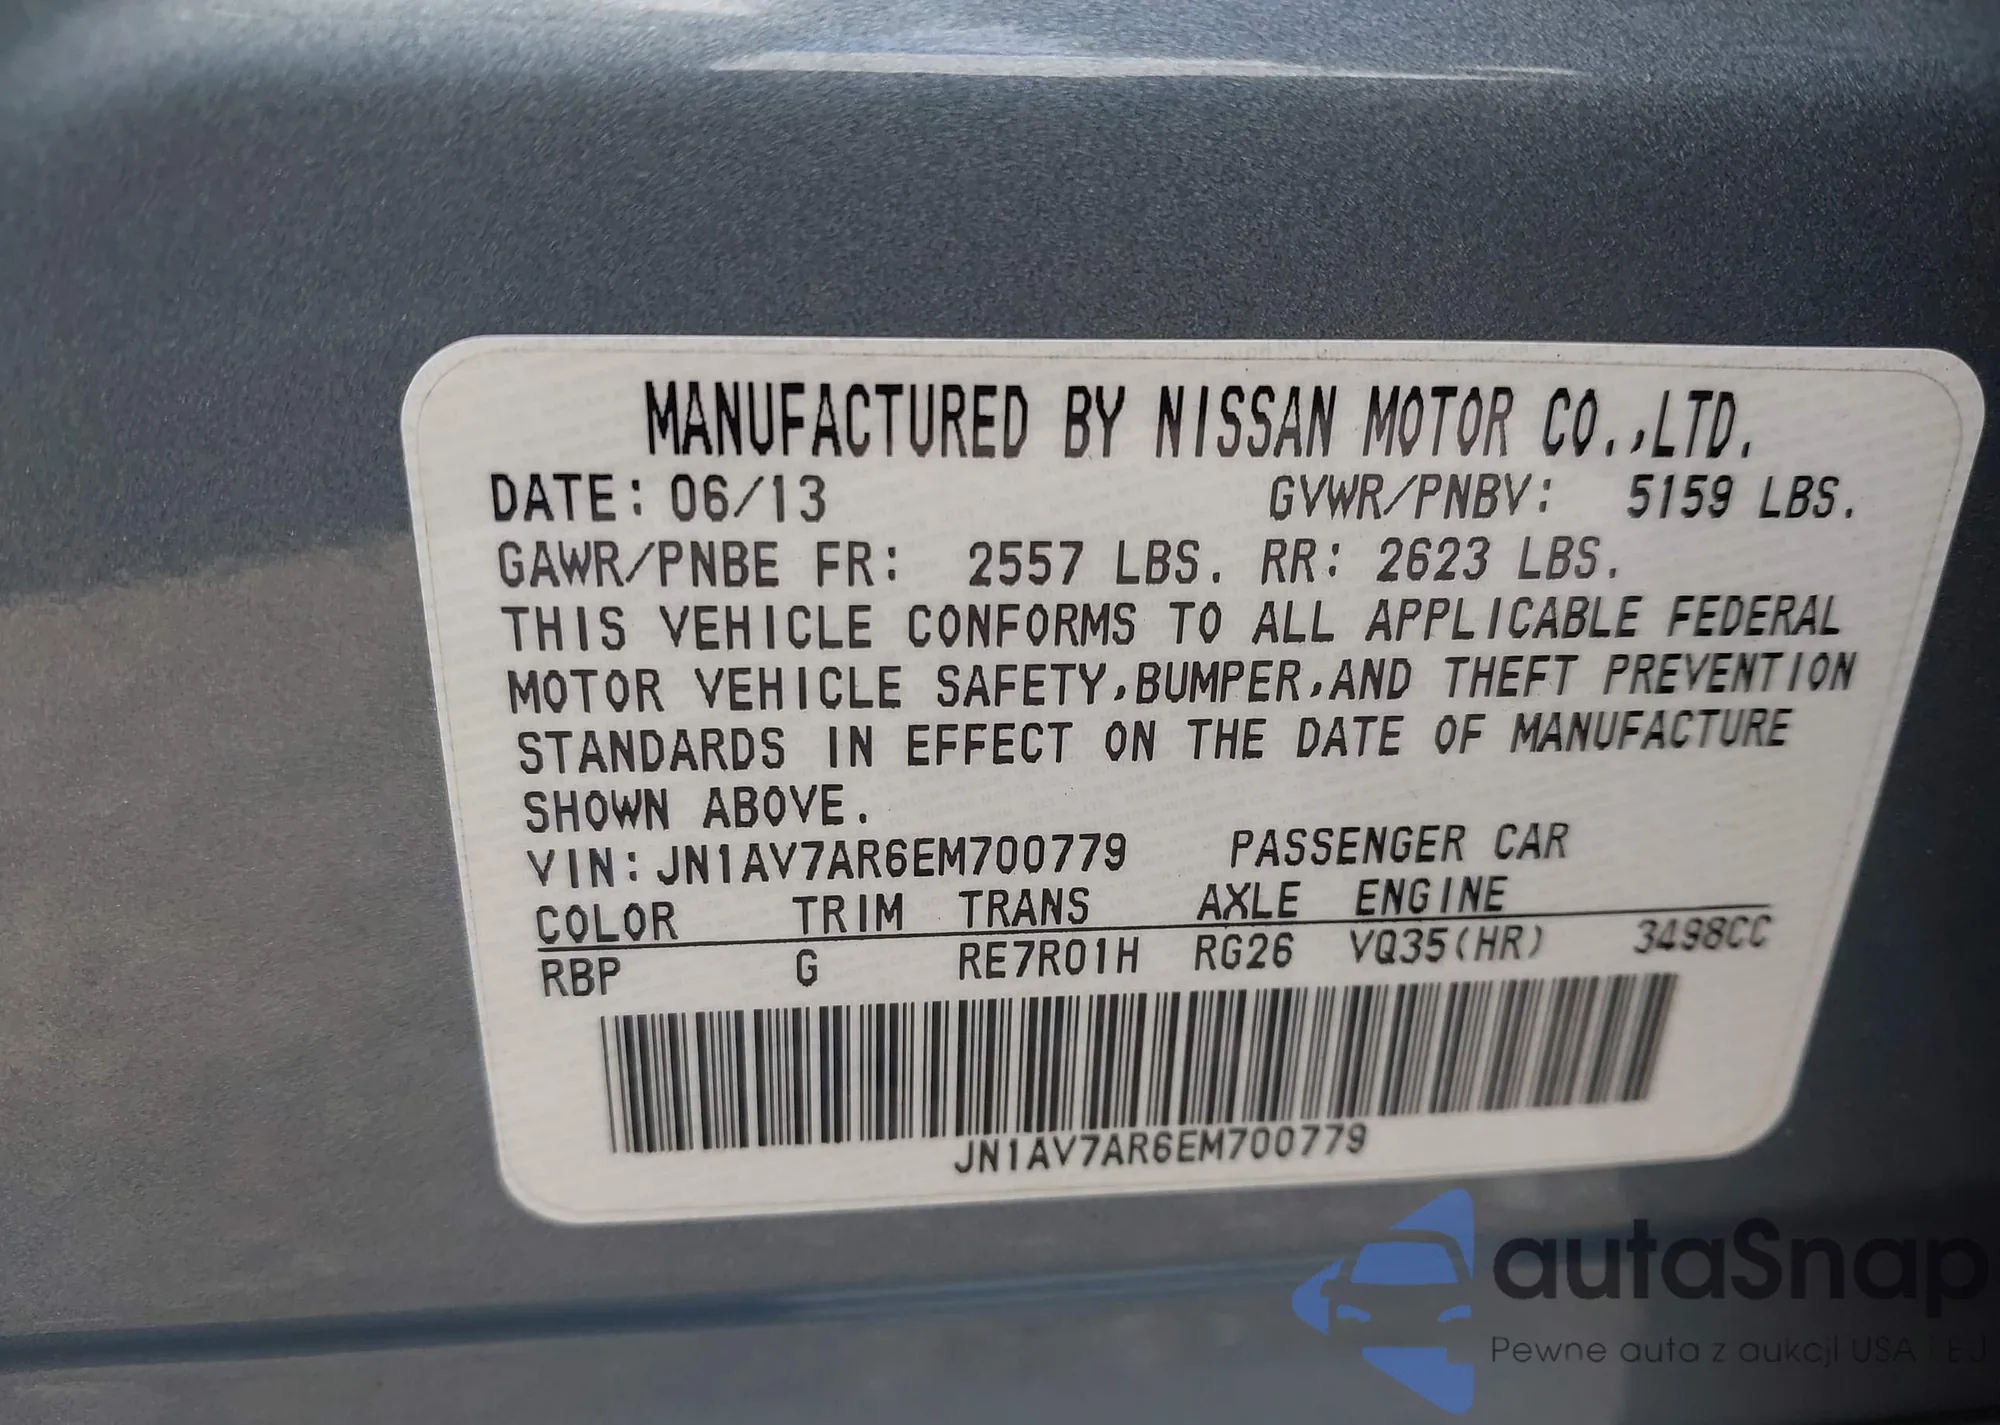 MANUFACTURED BY NISSAN MOTOR CO.,LTD.
DATE: 06/13 GVWR/PNBV: 5159 LBS.
GAWR/PNBE FR: 2557 LBS. RR: 2623 LBS.
THIS VEHICLE CONFORMS TO ALL APPLICABLE FEDERAL
MOTOR VEHICLE SAFETY,BUMPER,AND THEFT PREVENTION
STANDARDS IN EFFECT ON THE DATE OF MANUFACTURE
SHOWN ABOVE.
VIN:JN1AV7AR6EM700779 PASSENGER CAR
COLOR TRIM TRANS AXLE ENGINE
RBP G RE7R01H RG26 VQ35(HR) 3498CC
JN1AV7AR6EM700779
autaSnap
Pewne auta z aukcji USA i EJ